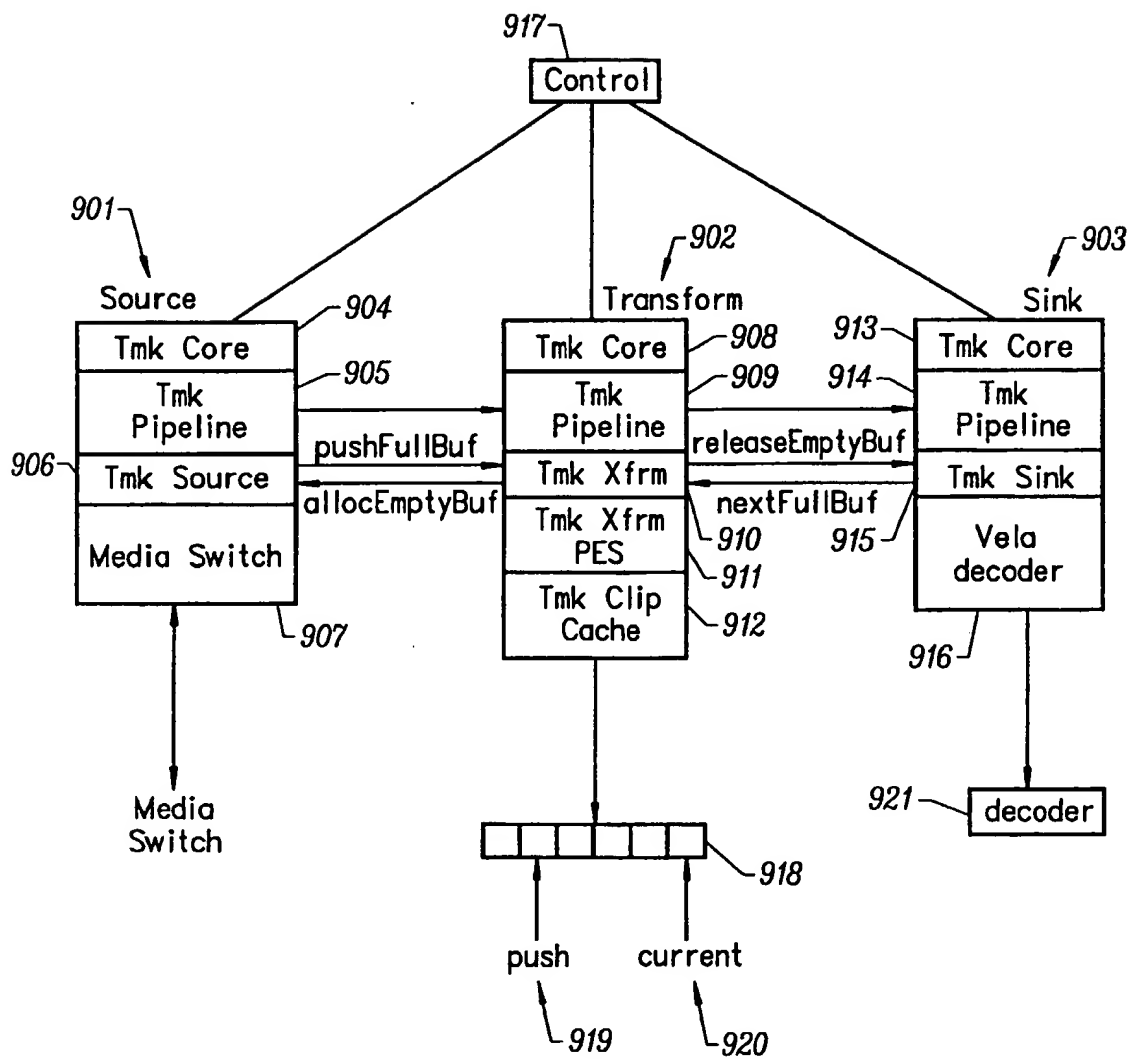 917
Control
901
902
903
Source
904
Transform
908
Sink
913
Tmk Core
Tmk Core
Tmk Core
905
909
914
Tmk
Pipeline
Tmk
Pipeline
Tmk
Pipeline
pushFullBuf
releaseEmptyBuf
906
Tmk Source
Tmk Xfrm
Tmk Sink
allocEmptyBuf
nextFullBuf
910
915
Media Switch
Tmk Xfrm
PES
911
Vela
decoder
Tmk Clip
Cache
912
907
916
Media
Switch
921
decoder
918
push
current
919
920